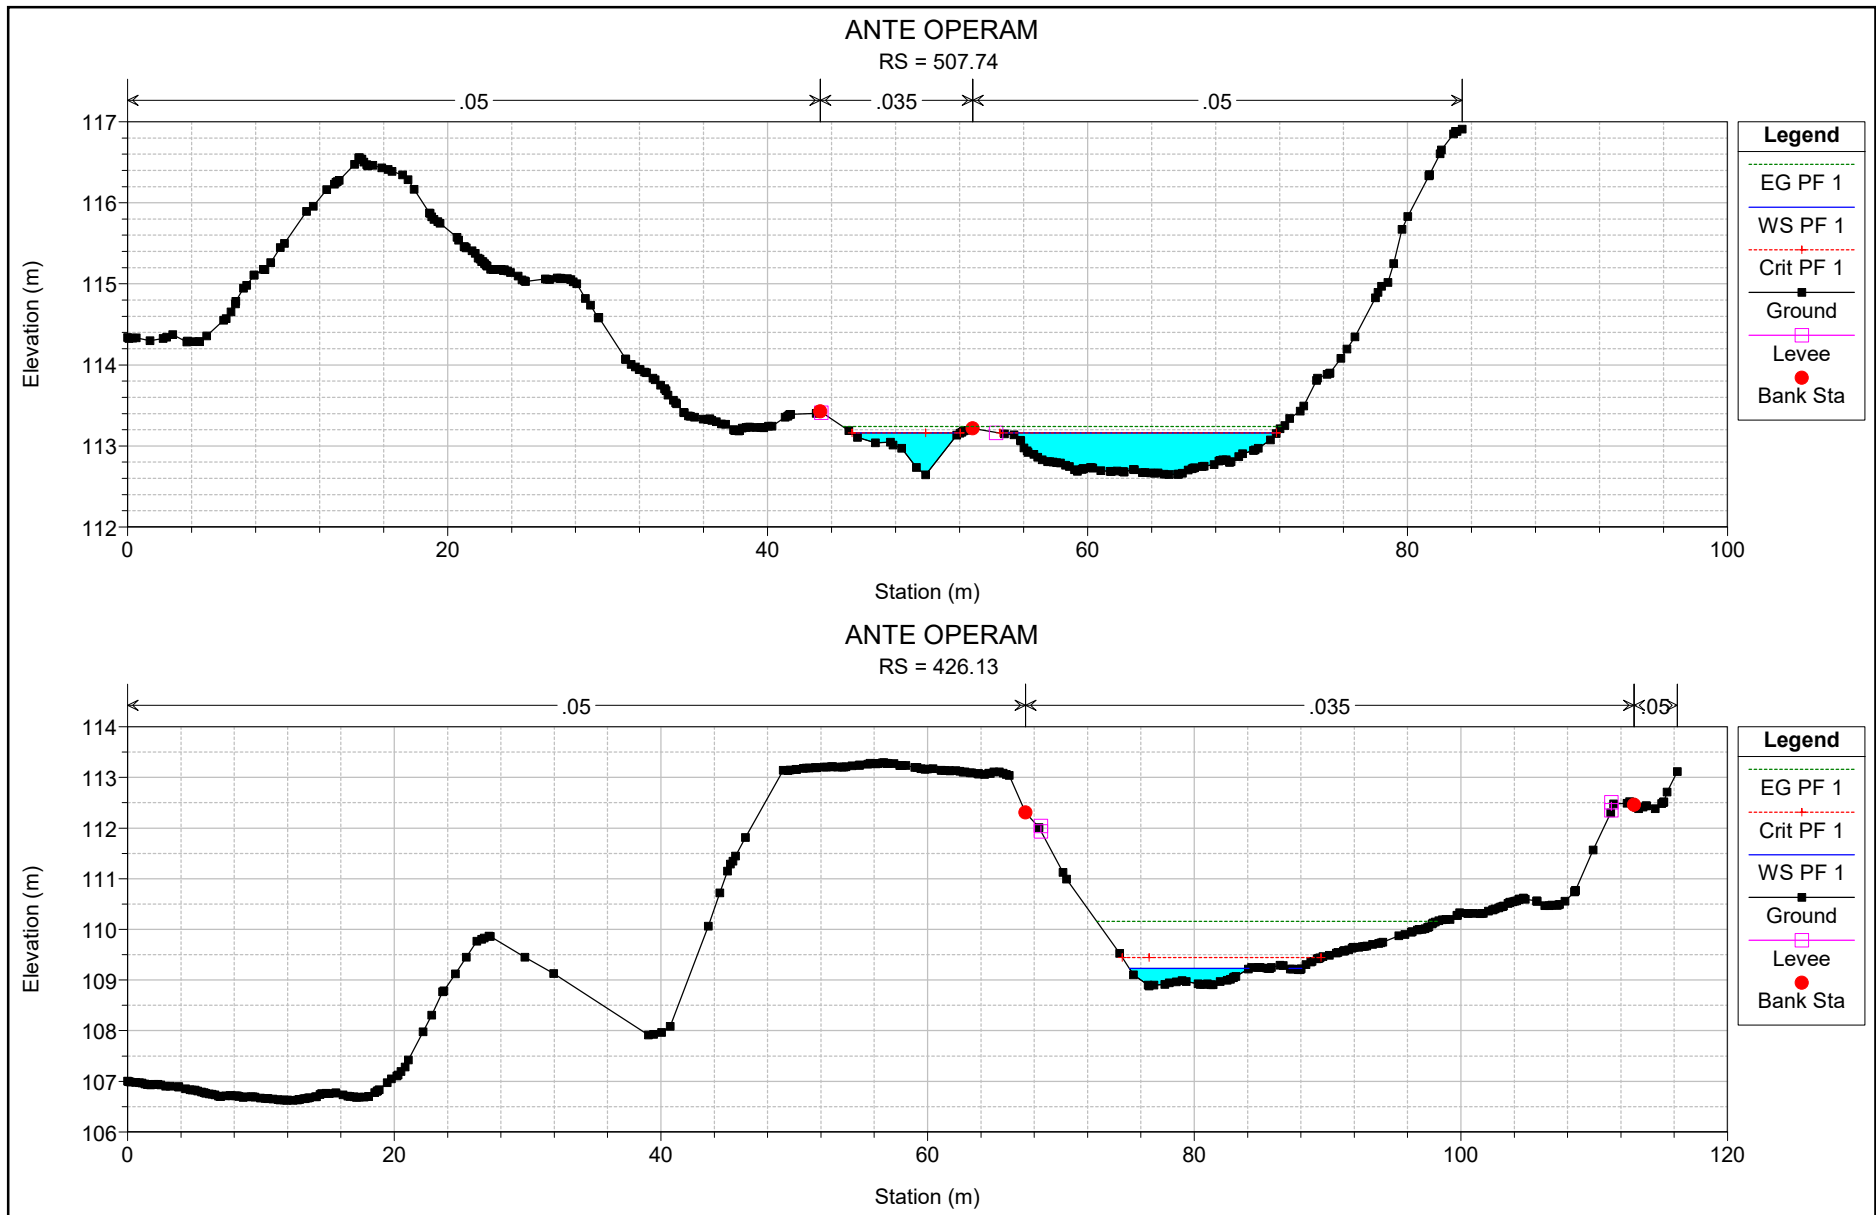 ANTE OPERAM
RS = 507.74
.05 .035 .05
117
116
115
114
113
112
0 20 40 60 80 100
Elevation (m)
Station (m)
Legend
EG PF 1
WS PF 1
Crit PF 1
Ground
Levee
Bank Sta
ANTE OPERAM
RS = 426.13
.05 .035 .05
114
113
112
111
110
109
108
107
106
0 20 40 60 80 100 120
Elevation (m)
Station (m)
Legend
EG PF 1
Crit PF 1
WS PF 1
Ground
Levee
Bank Sta